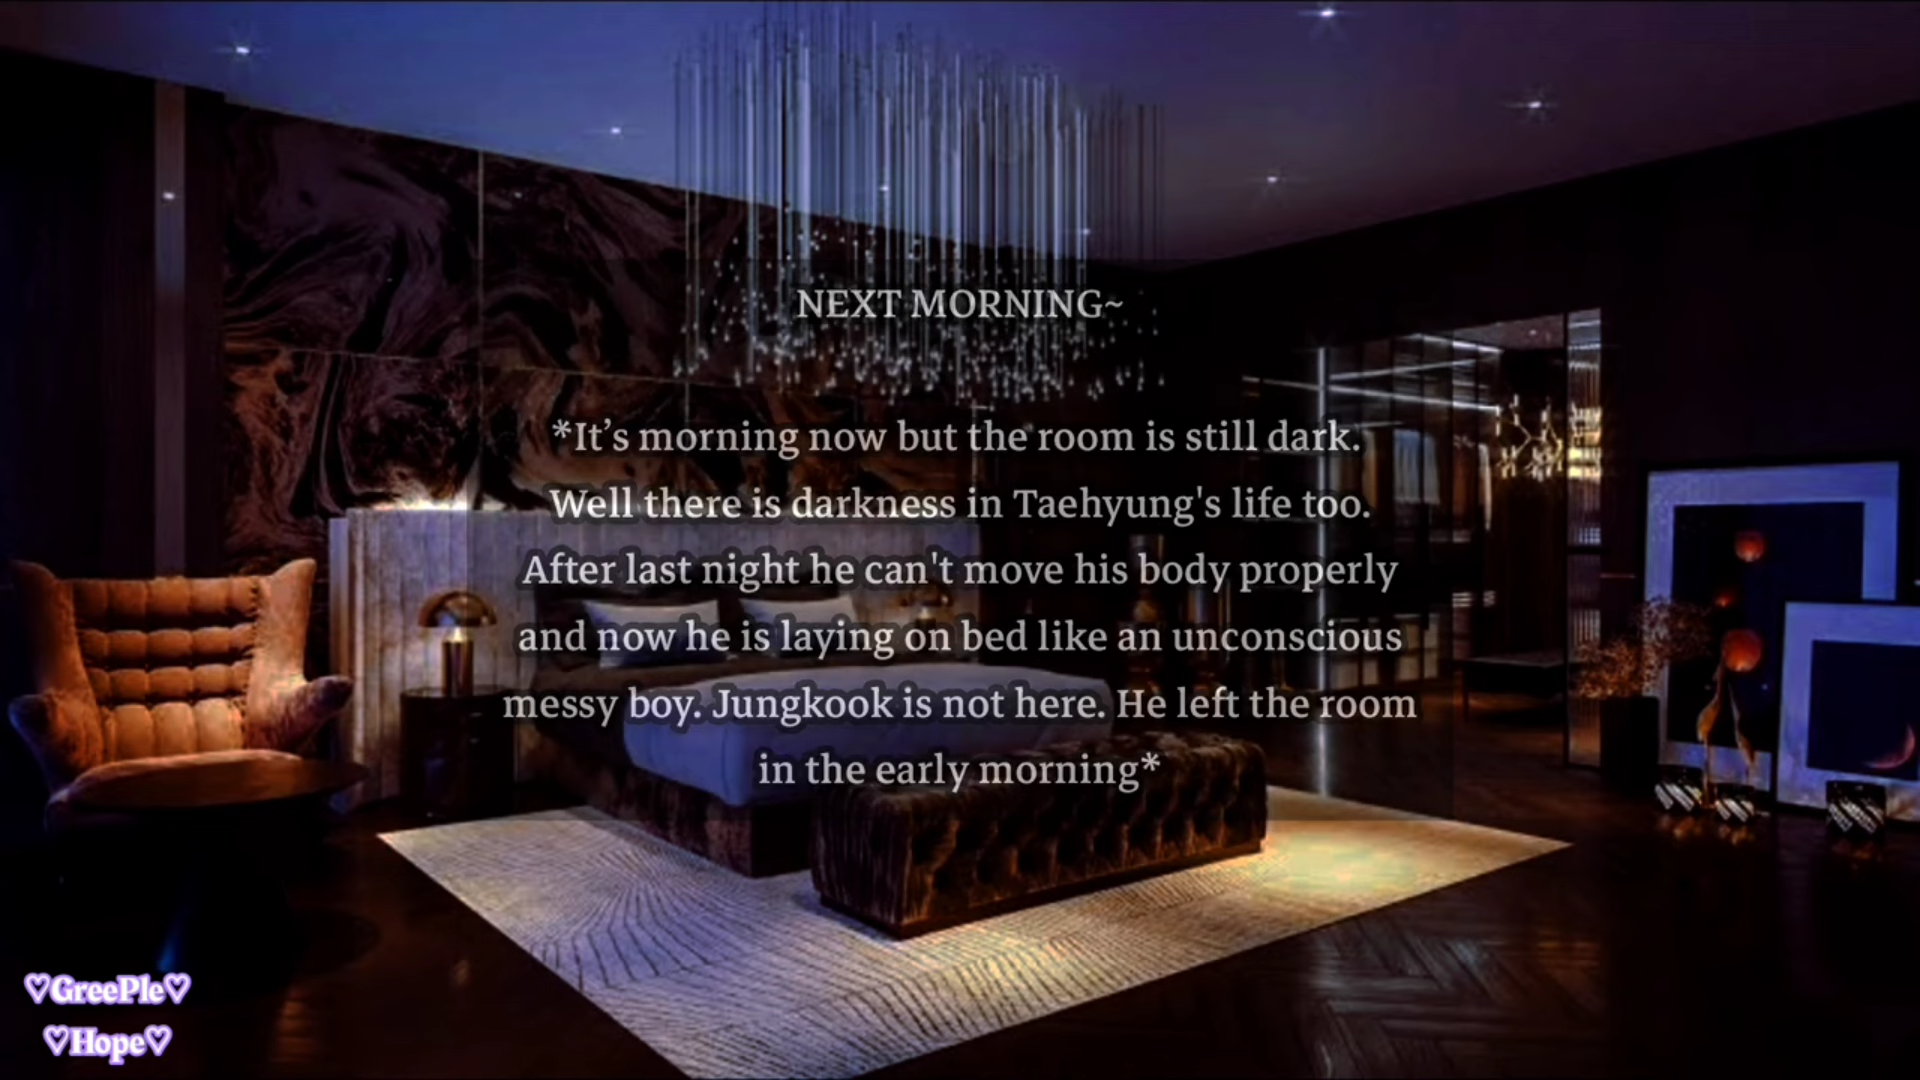 NEXT MORNING~
*It’s morning now but the room is still dark.
Well there is darkness in Taehyung's life too.
After last night he can't move his body properly
and now he is laying on bed like an unconscious
messy boy. Jungkook is not here. He left the room
in the early morning*
♡GreePle♡
♡Hope♡